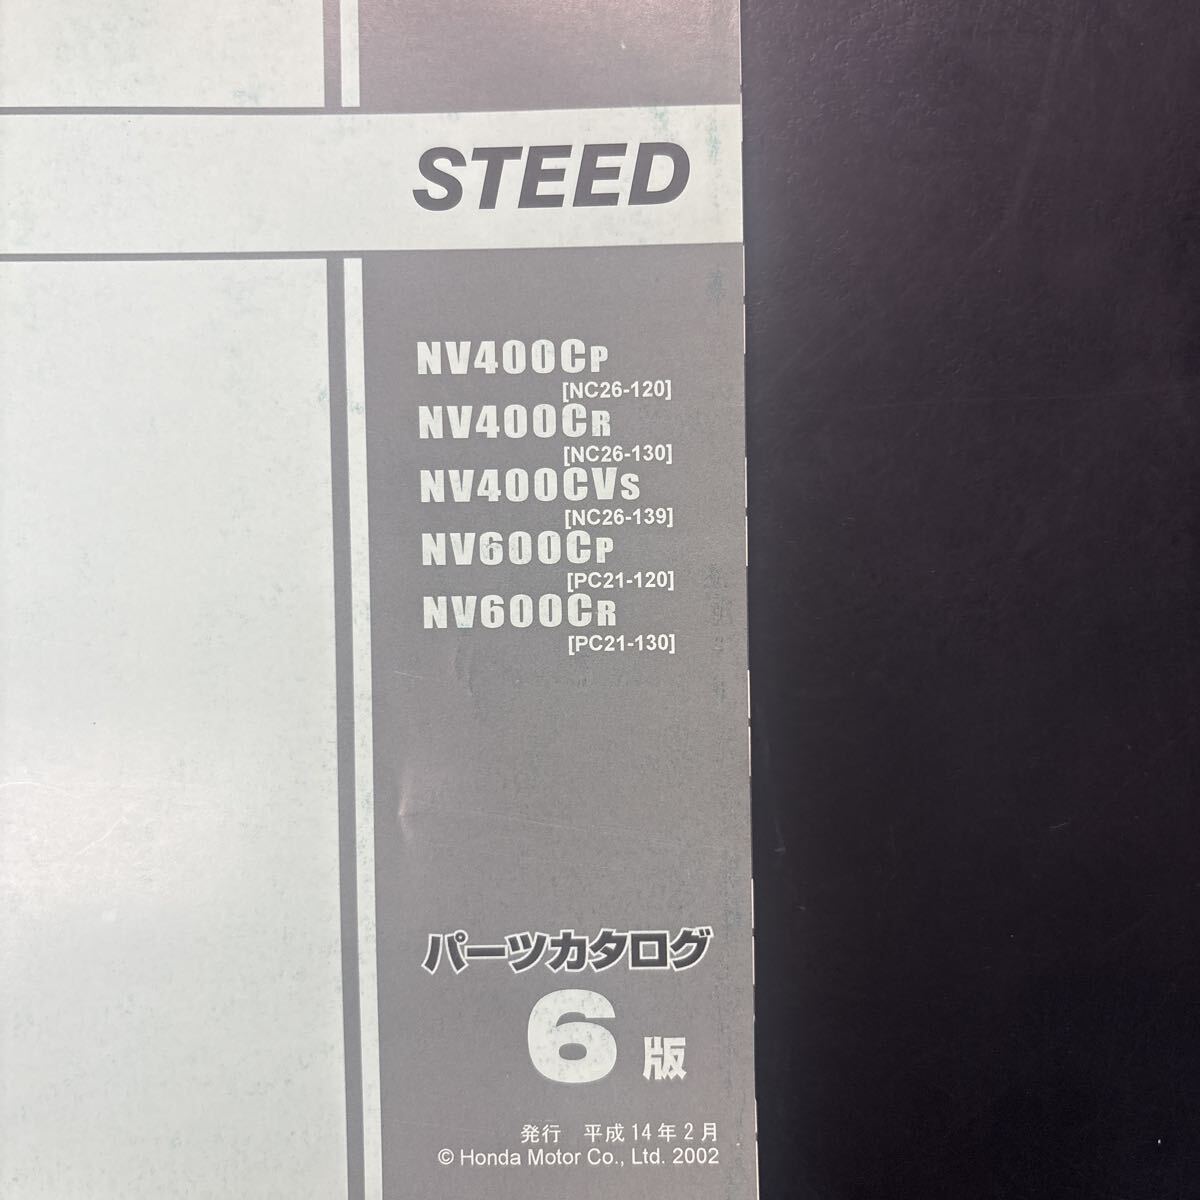 STEED
NV400CP
[NC26-120]
NV400CR
[NC26-130]
NV400CVS
[NC26-139]
NV600CP
[PC21-120]
NV600CR
[PC21-130]
パーツカタログ
6版
発行 平成14年2月
© Honda Motor Co., Ltd. 2002